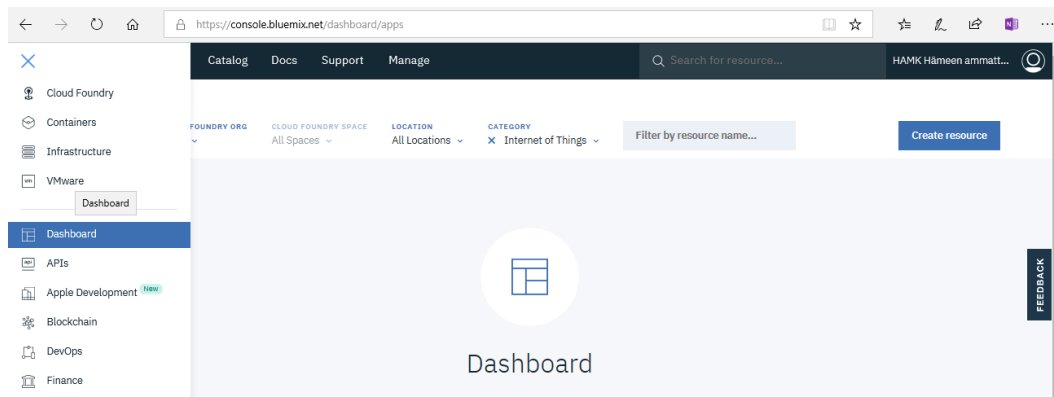 https://console.bluemix.net/dashboard/apps
Catalog Docs Support Manage Search for resource... HAMK Hämeen ammatt...
Cloud Foundry
Containers
Infrastructure
VMware
Dashboard
Dashboard
APIs
Apple Development New
Blockchain
DevOps
Finance
FOUNDRY ORG CLOUD FOUNDRY SPACE LOCATION CATEGORY
All Spaces All Locations Internet of Things Filter by resource name... Create resource
FEEDBACK
Dashboard